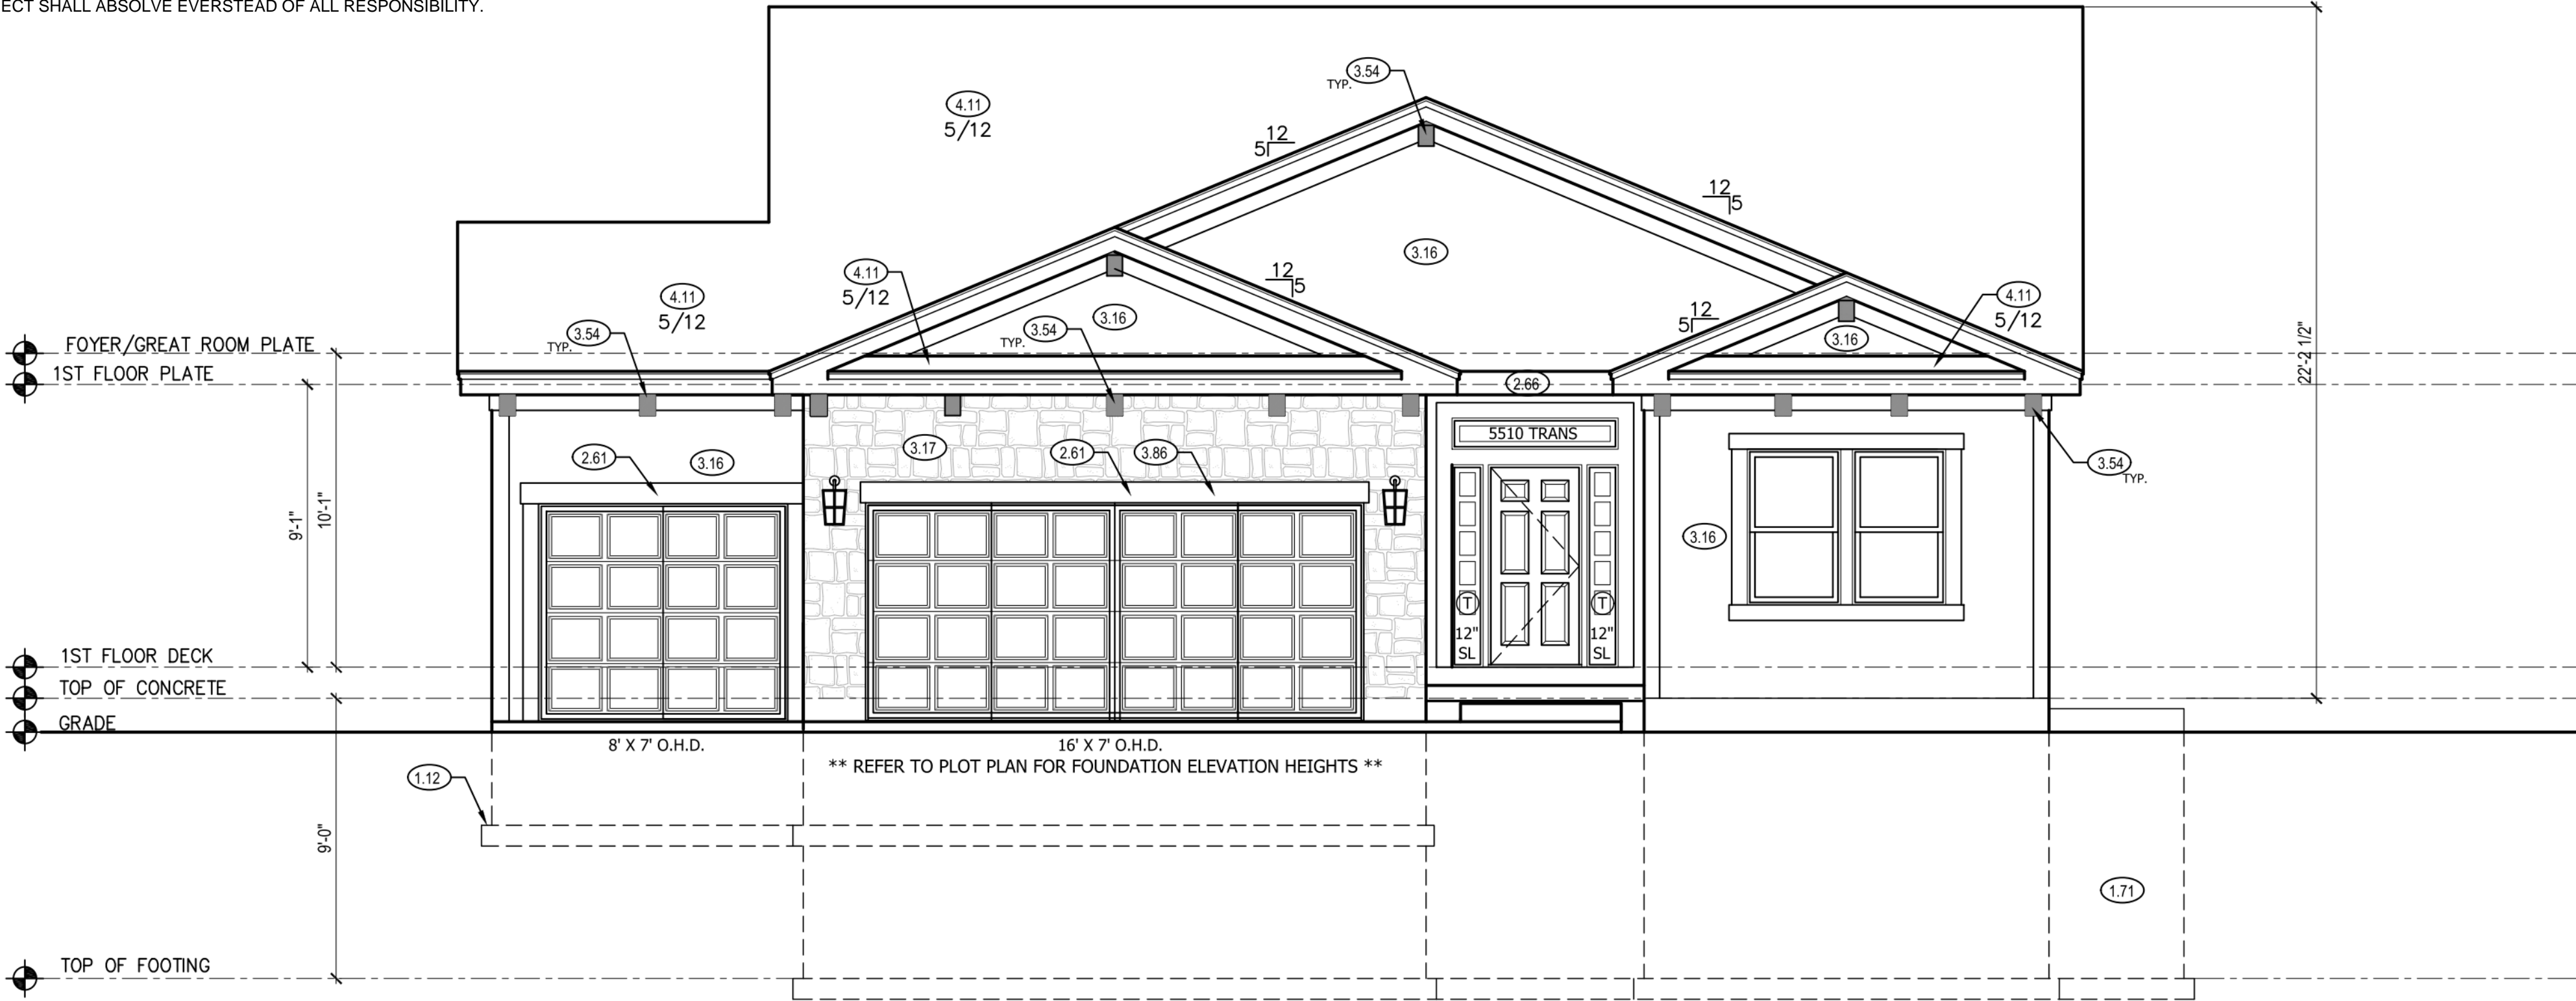 ECT SHALL ABSOLVE EVERSTEAD OF ALL RESPONSIBILITY.
3.54
TYP.
4.11
5/12
12
5
12
5
3.16
4.11
5/12
12
5
4.11
5/12
3.16
3.54
TYP.
3.54
TYP.
12
5
4.11
5/12
3.16
22'-2 1/2"
FOYER/GREAT ROOM PLATE
1ST FLOOR PLATE
2.66
5510 TRANS
2.61
3.16
3.17
2.61
3.86
3.54
TYP.
9'-1"
10'-1"
3.16
T
12"
SL
T
12"
SL
1ST FLOOR DECK
TOP OF CONCRETE
GRADE
8' X 7' O.H.D.
16' X 7' O.H.D.
** REFER TO PLOT PLAN FOR FOUNDATION ELEVATION HEIGHTS **
1.12
9'-0"
1.71
TOP OF FOOTING